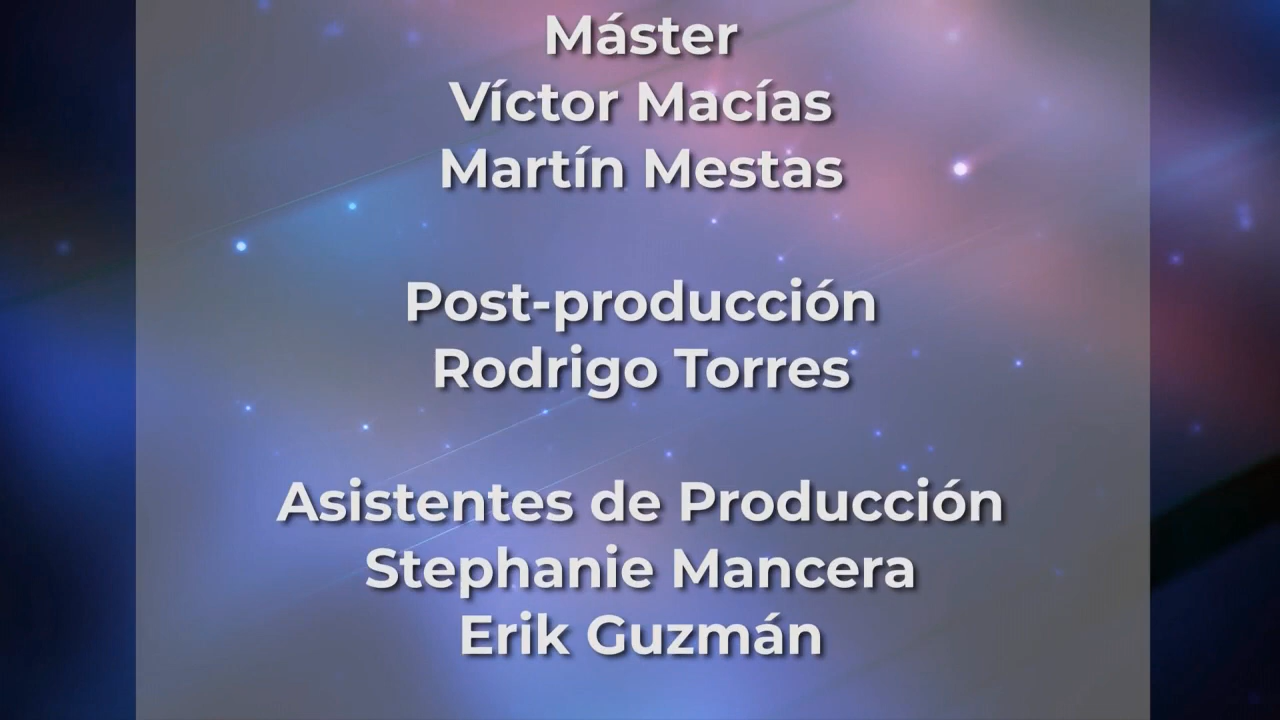 Máster
Víctor Macías
Martín Mestas
Post-producción
Rodrigo Torres
Asistentes de Producción
Stephanie Mancera
Erik Guzmán